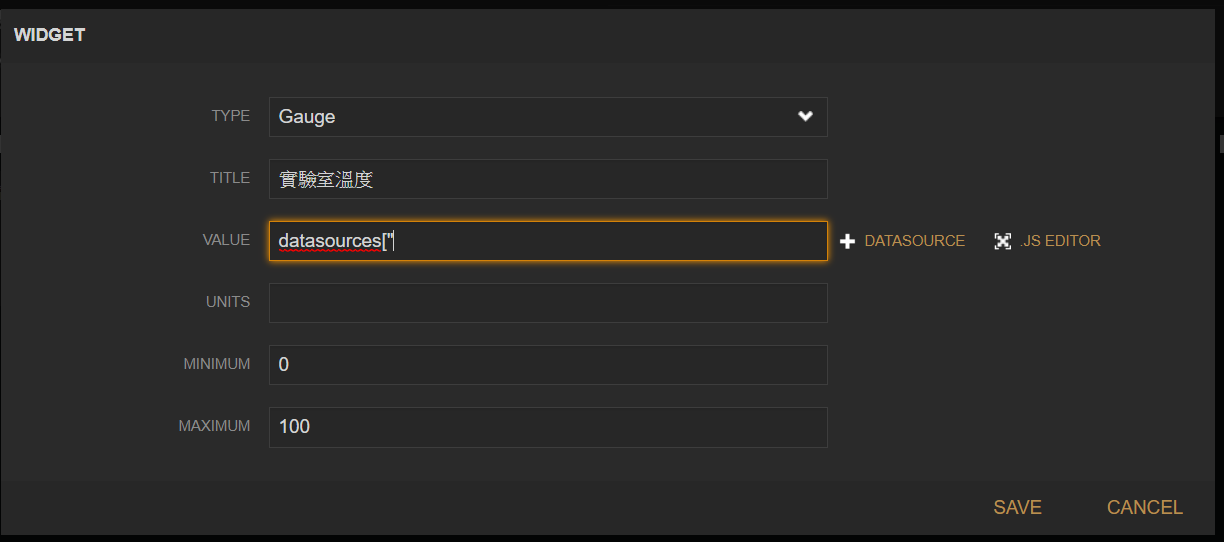 WIDGET
TYPE Gauge
TITLE 實驗室溫度
VALUE datasources[" DATASOURCE .JS EDITOR
UNITS
MINIMUM 0
MAXIMUM 100
SAVE CANCEL